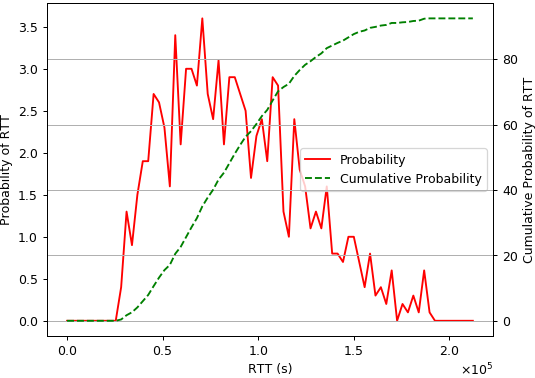 3.5
3.0
2.5
2.0
1.5
1.0
0.5
0.0
Probability of RTT
80
60
40
20
0
Cumulative Probability of RTT
Probability
Cumulative Probability
0.0 0.5 1.0 1.5 2.0
×10⁵
RTT (s)